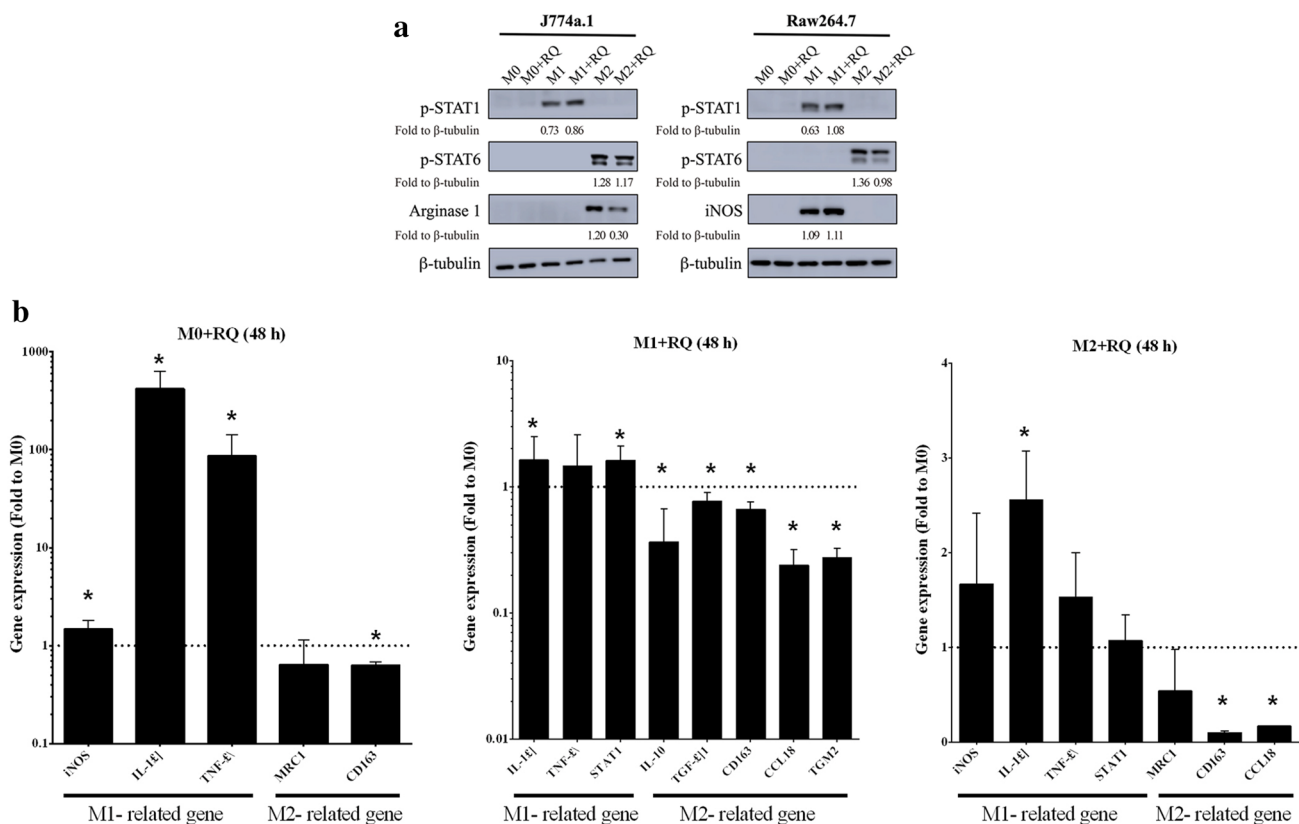 a
J774a.1
M0 M0+RQ M1 M1+RQ M2 M2+RQ
p-STAT1
Fold to β-tubulin 0.73 0.86
p-STAT6
Fold to β-tubulin 1.28 1.17
Arginase 1
Fold to β-tubulin 1.20 0.30
β-tubulin
Raw264.7
M0 M0+RQ M1 M1+RQ M2 M2+RQ
p-STAT1
Fold to β-tubulin 0.63 1.08
p-STAT6
Fold to β-tubulin 1.36 0.98
iNOS
Fold to β-tubulin 1.09 1.11
β-tubulin
b
M0+RQ (48 h)
Gene expression (Fold to M0)
1000
100
10
1
0.1
* * * *
iNOS IL-1£] TNF-£\ MRC1 CD163
M1- related gene M2- related gene
M1+RQ (48 h)
Gene expression (Fold to M0)
10
1
0.1
0.01
* * * * * * *
IL-1£] TNF-£\ STAT1 IL-10 TGF-£]1 CD163 CCL18 TGM2
M1- related gene M2- related gene
M2+RQ (48 h)
Gene expression (Fold to M0)
4
3
2
1
0
* * *
iNOS IL-1£] TNF-£\ STAT1 MRC1 CD163 CCL18
M1- related gene M2- related gene